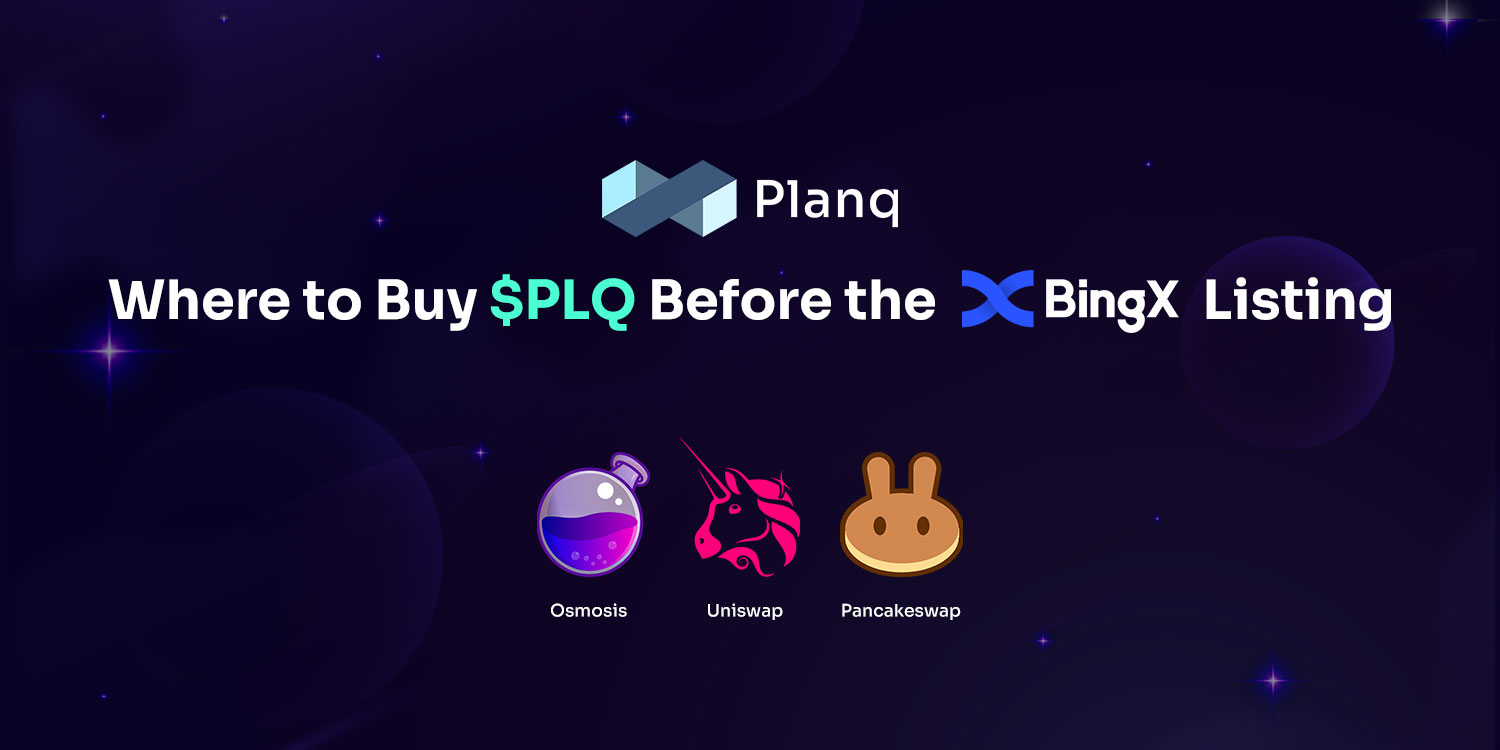 Planq
Where to Buy $PLQ Before the BingX Listing
Osmosis Uniswap Pancakeswap